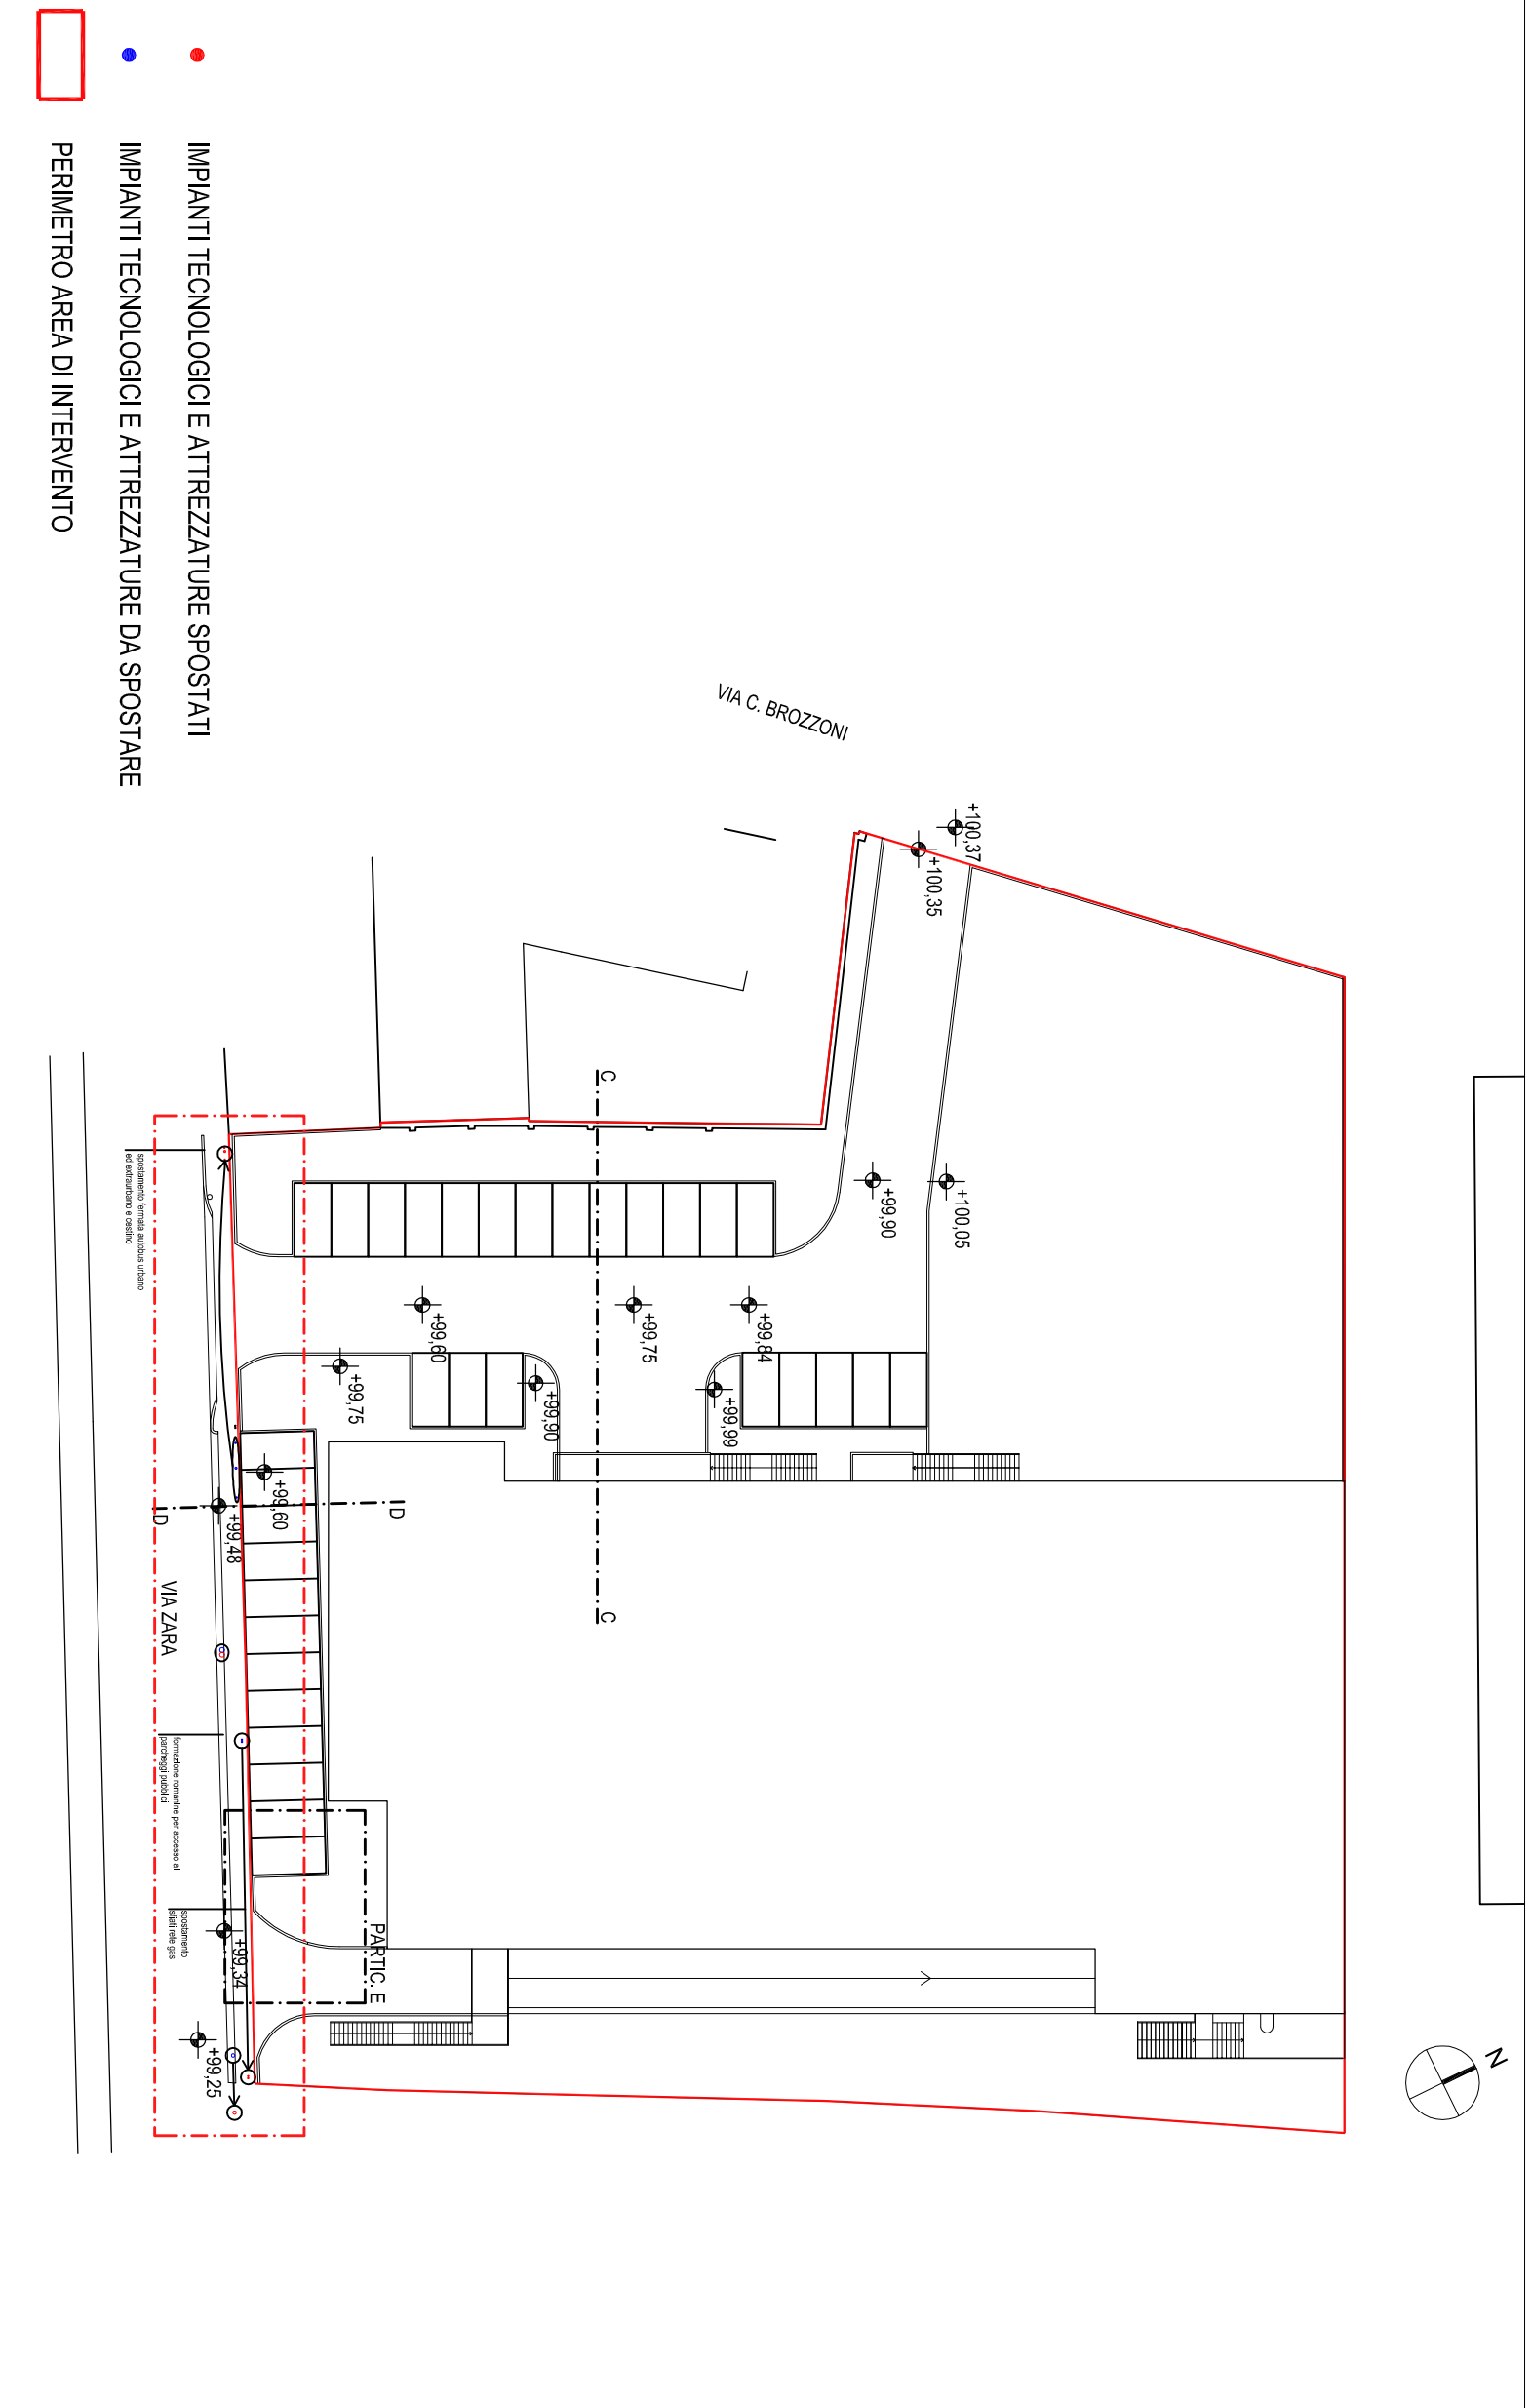 IMPIANTI TECNOLOGICI E ATTREZZATURE SPOSTATI
IMPIANTI TECNOLOGICI E ATTREZZATURE DA SPOSTARE
PERIMETRO AREA DI INTERVENTO
N
VIA C. BROZZONI
+100,37
+100,35
+100,05
+99,90
C
C
+99,84
+99,75
+99,60
+99,99
+99,90
+99,75
+99,60
+99,48
D
D
VIA ZARA
PARTIC. E
+99,34
+99,25
spostamento fermata autobus urbano
ed extraurbano e cestino
formazione romanine per accesso ai
parcheggi pubblici
spostamento
sfiati rete gas